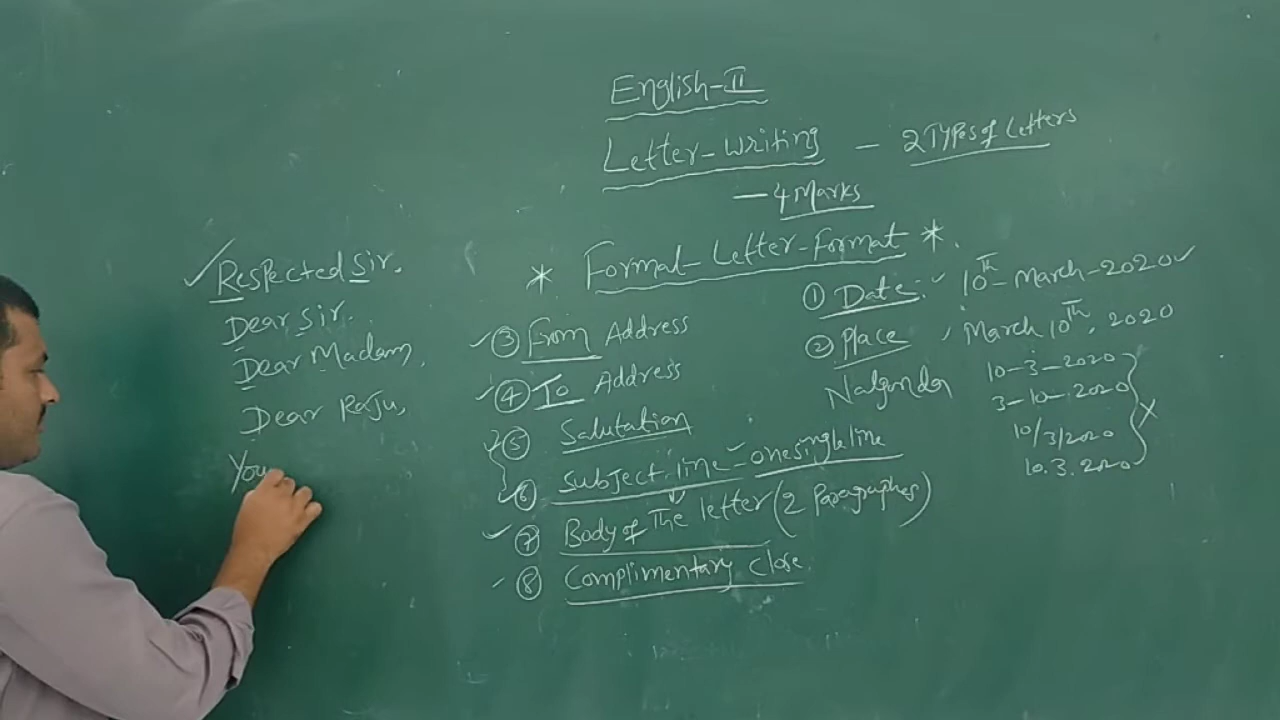 English-II
Letter-Writing - 2 Types of Letters
- 4 Marks
* Formal-Letter-Format *.
① Date:- 10th-March-2020
② Place March 10th, 2020
Nalgonda
10-3-2020
3-10-2020
10/3/2020
10.3.2020
X
③ From Address
④ To Address
⑤ Salutation
⑥ Subject line - one single line
⑦ Body of The letter (2 Paragraphes)
⑧ Complimentary close
Respected Sir.
Dear Sir.
Dear Madam,
Dear Raju,
You